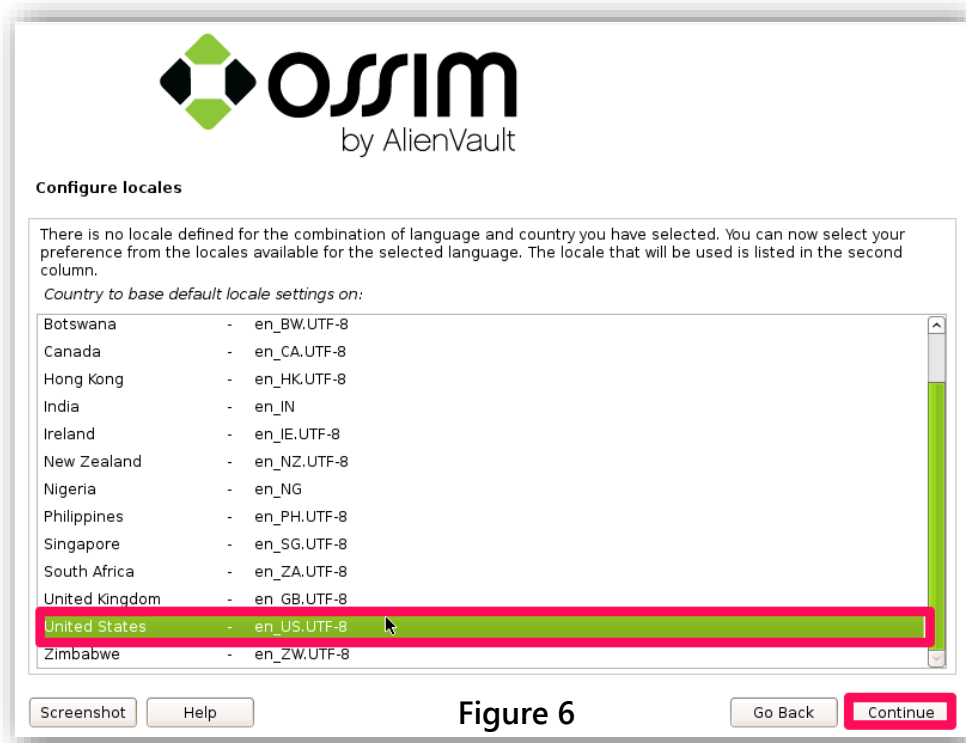 OSSIM
by AlienVault
Configure locales
There is no locale defined for the combination of language and country you have selected. You can now select your
preference from the locales available for the selected language. The locale that will be used is listed in the second
column.
Country to base default locale settings on:
Botswana - en_BW.UTF-8
Canada - en_CA.UTF-8
Hong Kong - en_HK.UTF-8
India - en_IN
Ireland - en_IE.UTF-8
New Zealand - en_NZ.UTF-8
Nigeria - en_NG
Philippines - en_PH.UTF-8
Singapore - en_SG.UTF-8
South Africa - en_ZA.UTF-8
United Kingdom - en_GB.UTF-8
United States - en_US.UTF-8
Zimbabwe - en_ZW.UTF-8
Screenshot Help Figure 6 Go Back Continue